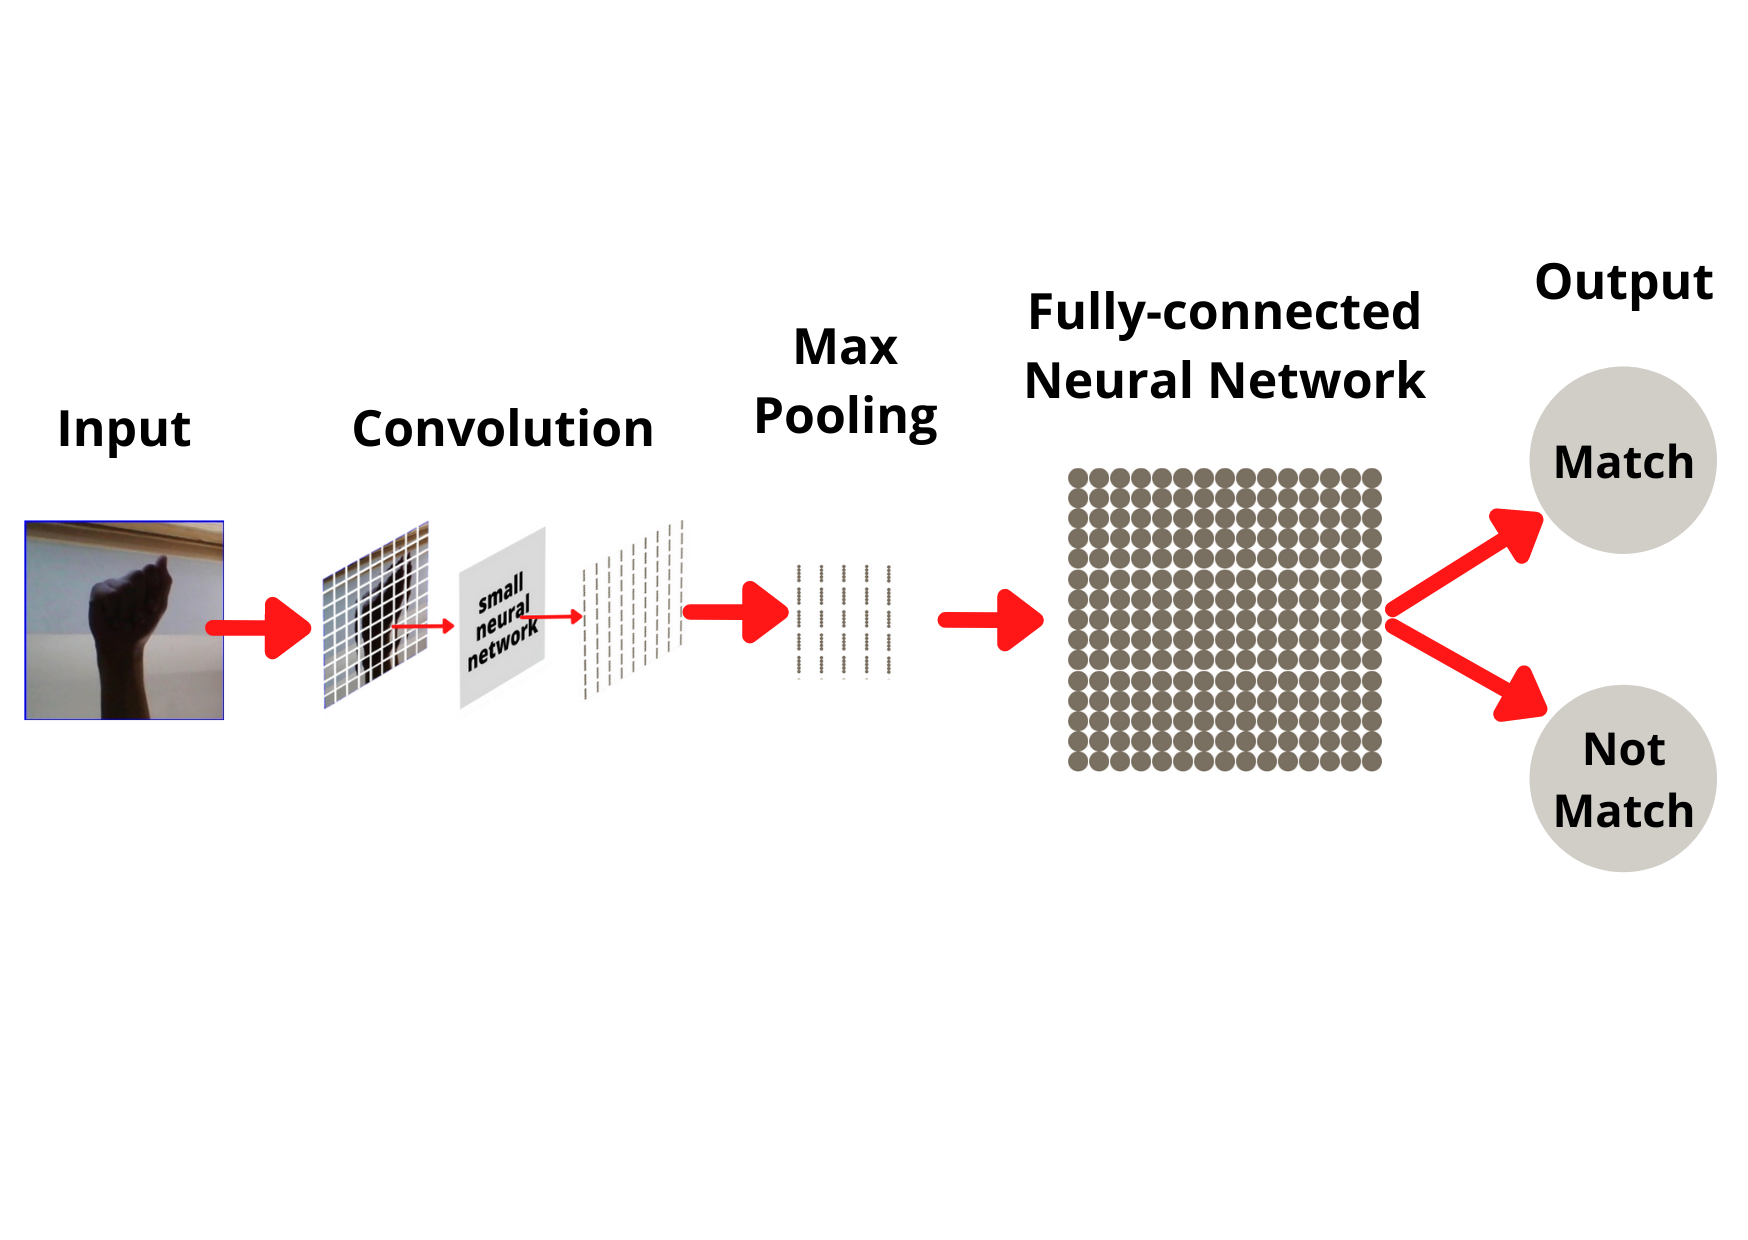 Input
Convolution
small
neural
network
Max
Pooling
Fully-connected
Neural Network
Output
Match
Not
Match